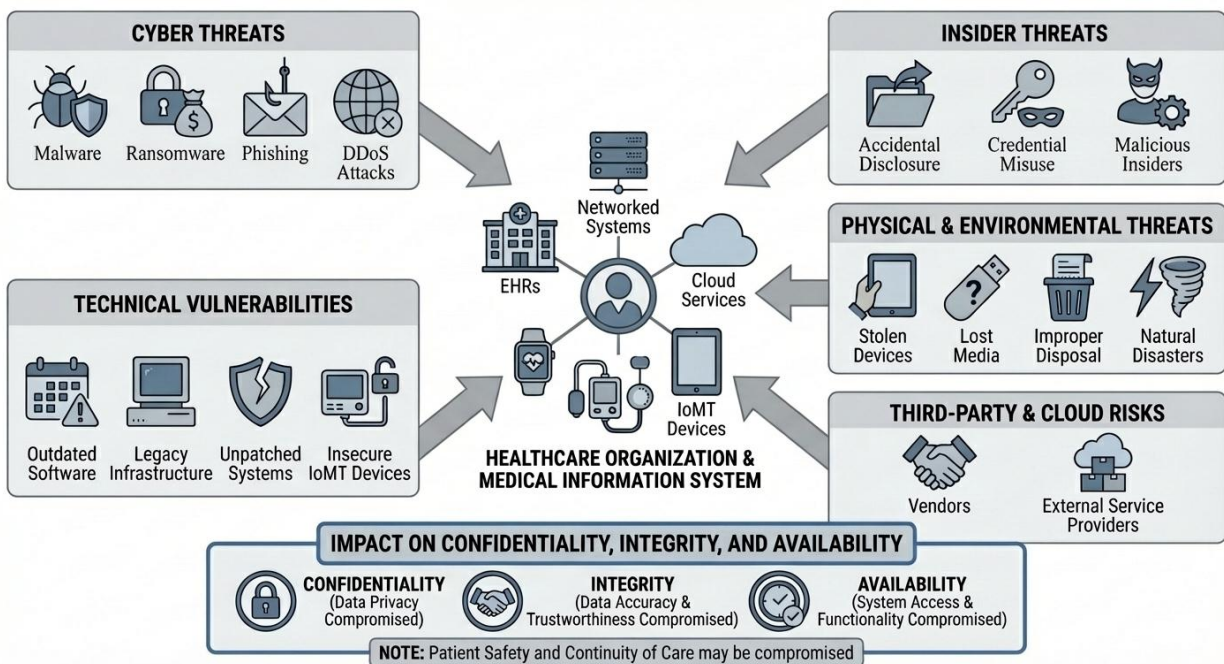 CYBER THREATS
Malware
Ransomware
Phishing
DDoS
Attacks
INSIDER THREATS
Accidental
Disclosure
Credential
Misuse
Malicious
Insiders
Networked
Systems
EHRs
Cloud
Services
IoMT
Devices
HEALTHCARE ORGANIZATION &
MEDICAL INFORMATION SYSTEM
TECHNICAL VULNERABILITIES
Outdated
Software
Legacy
Infrastructure
Unpatched
Systems
Insecure
IoMT Devices
PHYSICAL & ENVIRONMENTAL THREATS
?
Stolen
Devices
Lost
Media
Improper
Disposal
Natural
Disasters
THIRD-PARTY & CLOUD RISKS
Vendors
External Service
Providers
$
IMPACT ON CONFIDENTIALITY, INTEGRITY, AND AVAILABILITY
CONFIDENTIALITY
(Data Privacy
Compromised)
INTEGRITY
(Data Accuracy &
Trustworthiness Compromised)
AVAILABILITY
(System Access &
Functionality Compromised)
NOTE: Patient Safety and Continuity of Care may be compromised